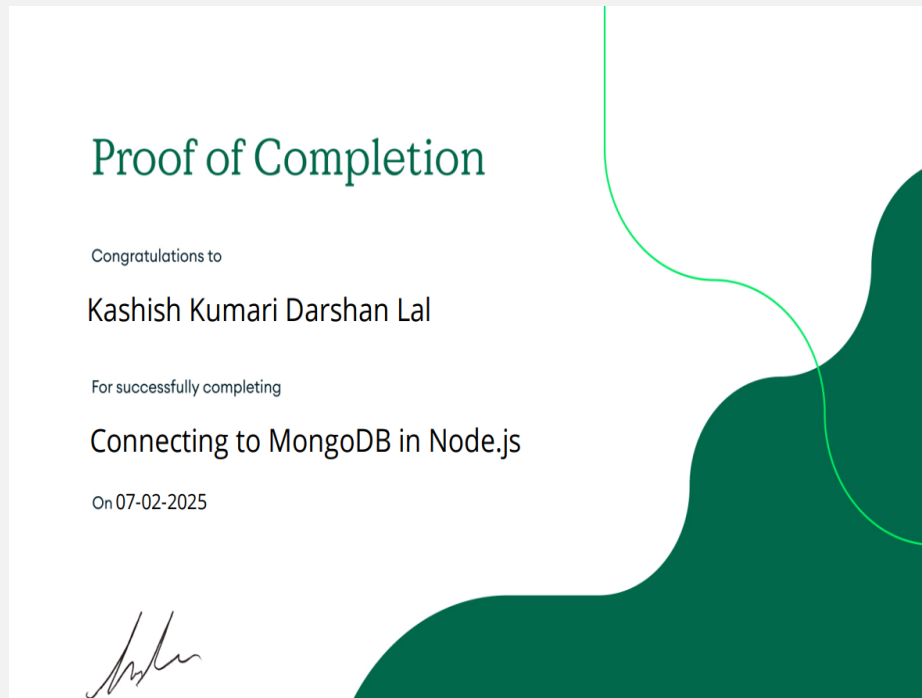 Proof of Completion
Congratulations to
Kashish Kumari Darshan Lal
For successfully completing
Connecting to MongoDB in Node.js
On 07-02-2025